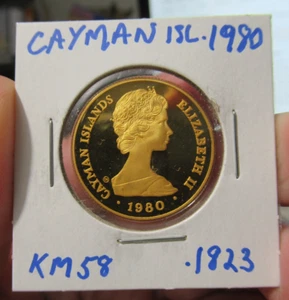 CAYMAN ISL. 1980
CAYMAN ISLANDS
ELIZABETH II
• 1980 •
KM58
.1823